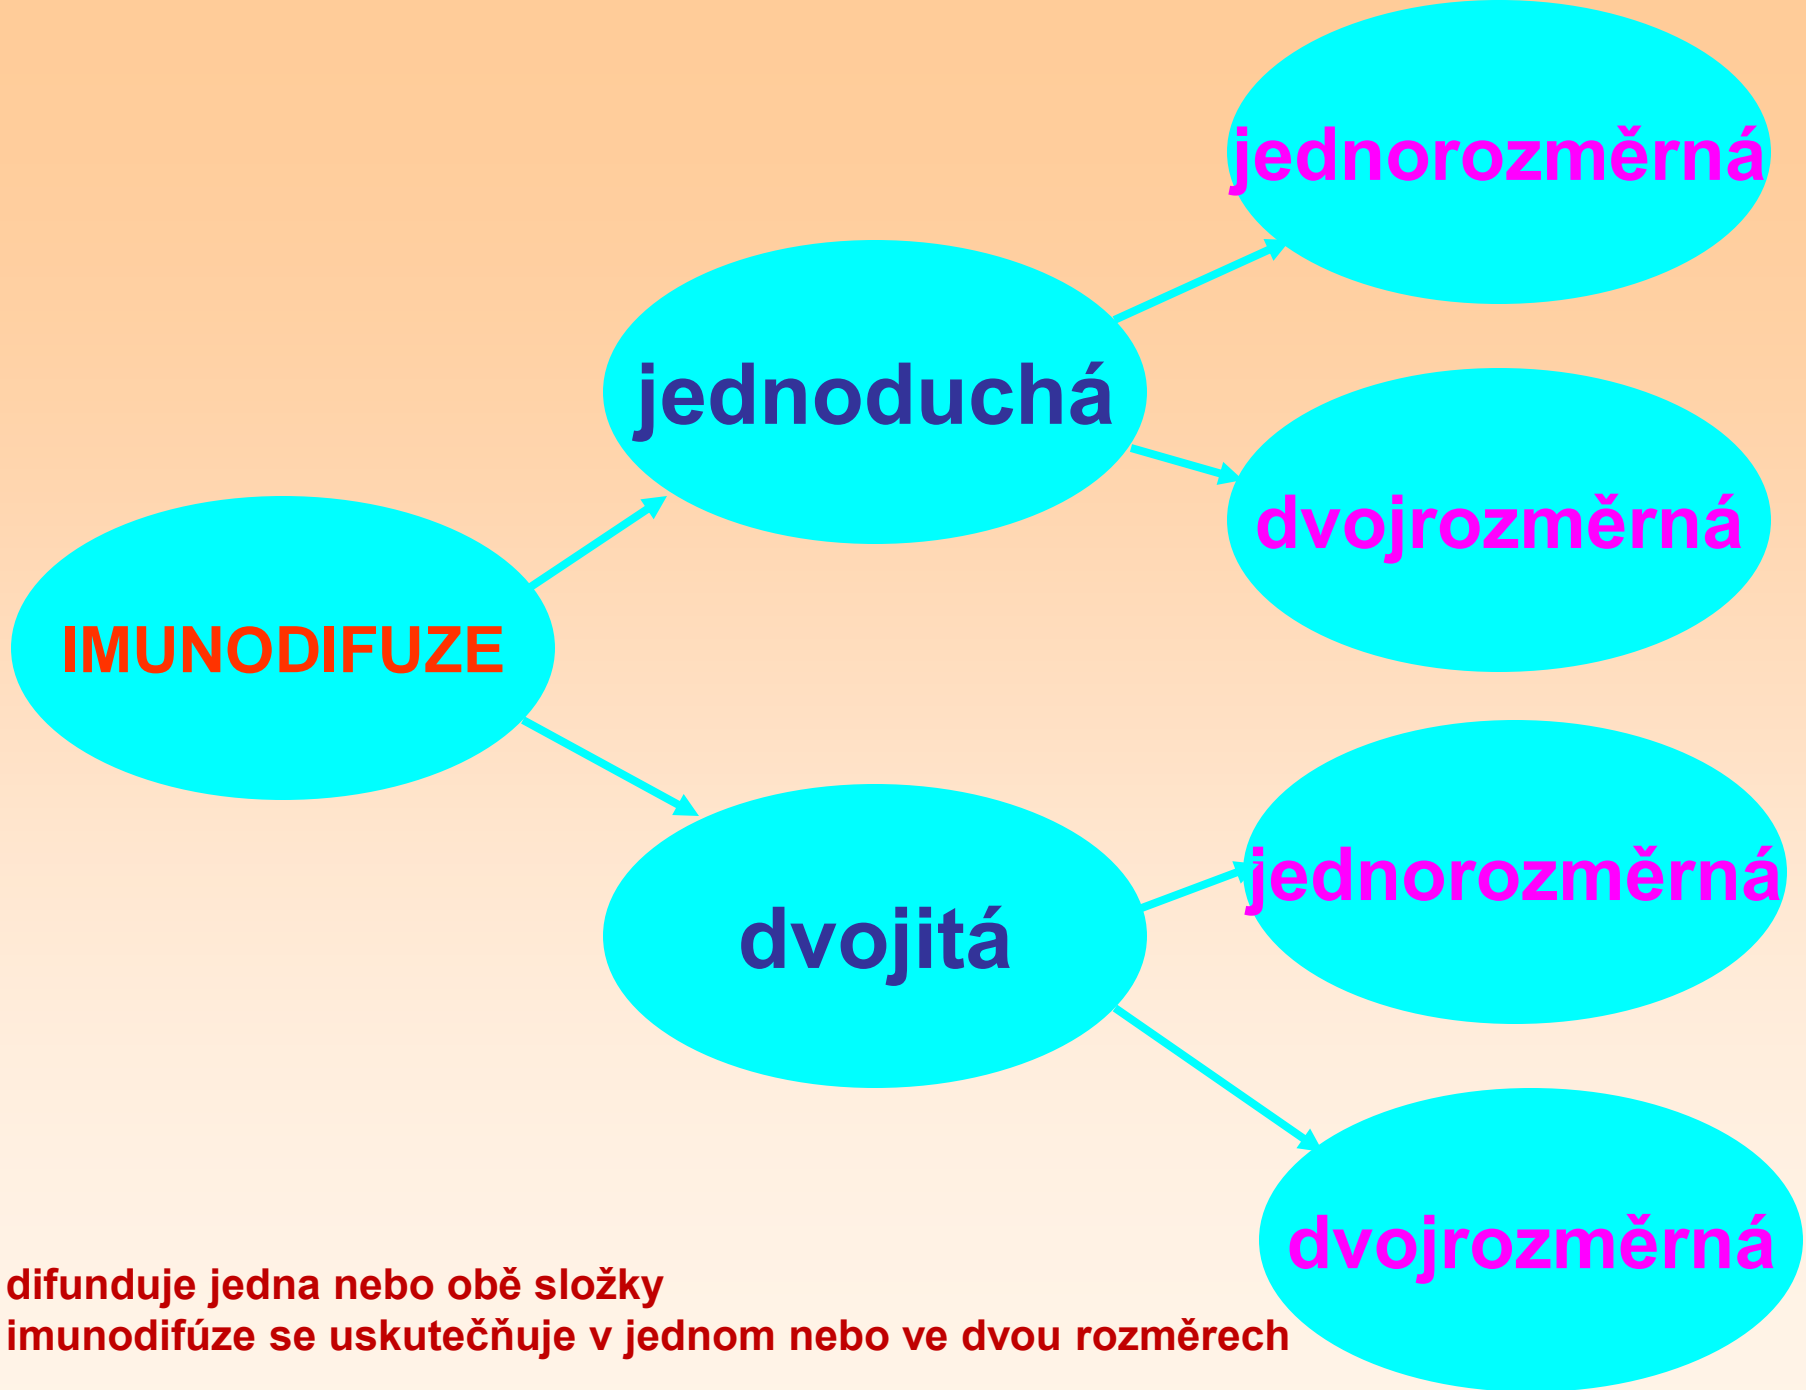 jednorozměrná
jednoduchá
dvojrozměrná
IMUNODIFUZE
jednorozměrná
dvojitá
dvojrozměrná
difunduje jedna nebo obě složky
imunodifúze se uskutečňuje v jednom nebo ve dvou rozměrech